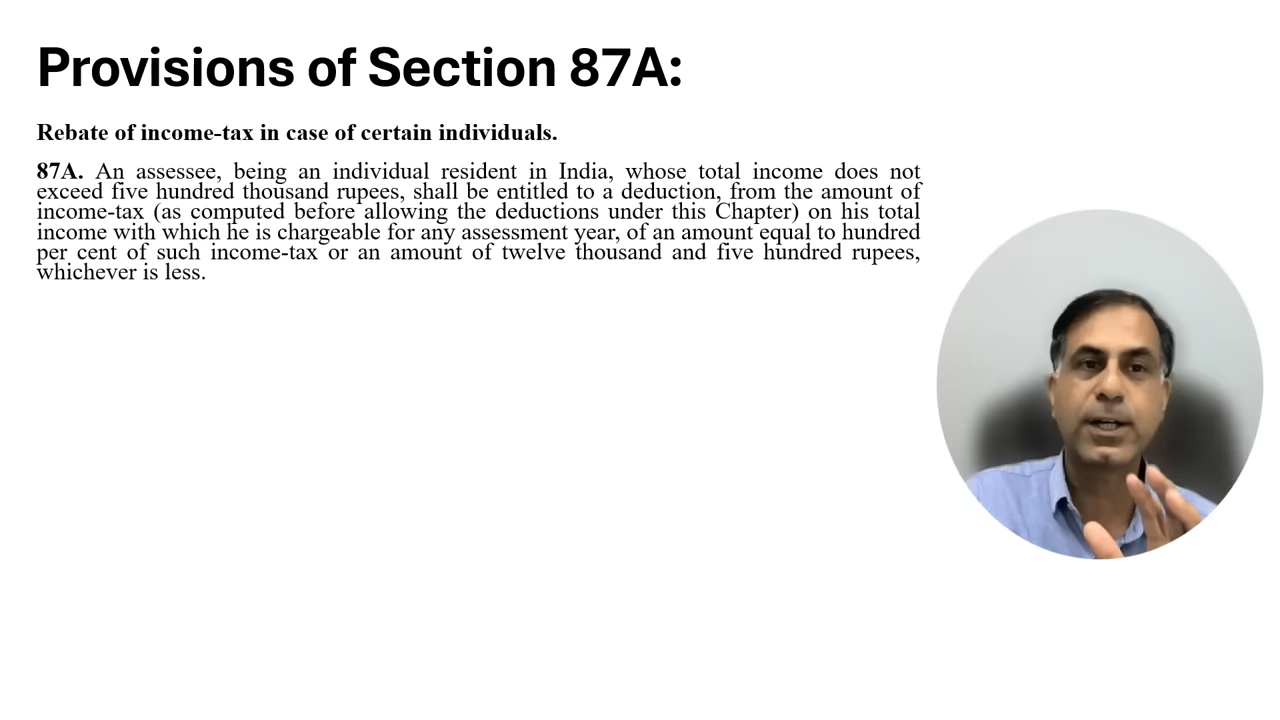 Provisions of Section 87A:
Rebate of income-tax in case of certain individuals.
87A. An assessee, being an individual resident in India, whose total income does not
exceed five hundred thousand rupees, shall be entitled to a deduction, from the amount of
income-tax (as computed before allowing the deductions under this Chapter) on his total
income with which he is chargeable for any assessment year, of an amount equal to hundred
per cent of such income-tax or an amount of twelve thousand and five hundred rupees,
whichever is less.